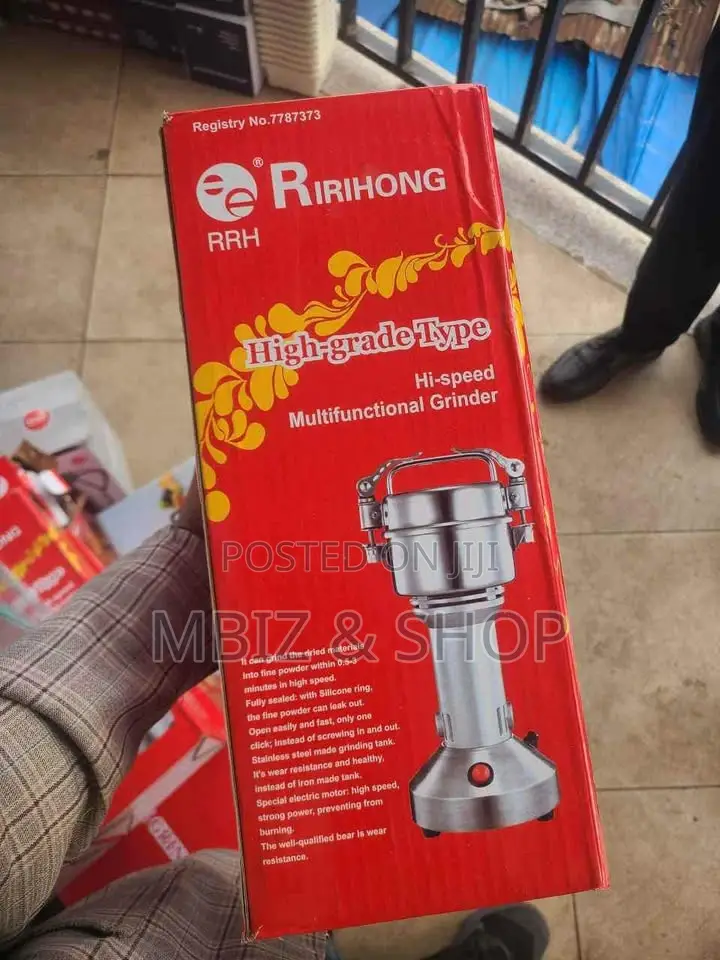 Registry No.7787373
® RIRIHONG
RRH
High-grade Type
Hi-speed
Multifunctional Grinder
POSTED ON JIJI
MBIZ & SHOP
It can grind the dried materials
Into fine powder within 0.5-3
minutes in high speed.
Fully sealed: with Silicone ring,
the fine powder can leak out.
Open easily and fast, only one
click; instead of screwing in and out.
Stainless steel made grinding tank.
It's wear resistance and healthy,
instead of iron made tank.
Special electric motor: high speed,
strong power, preventing from
burning.
The well-qualified bear is wear
resistance.